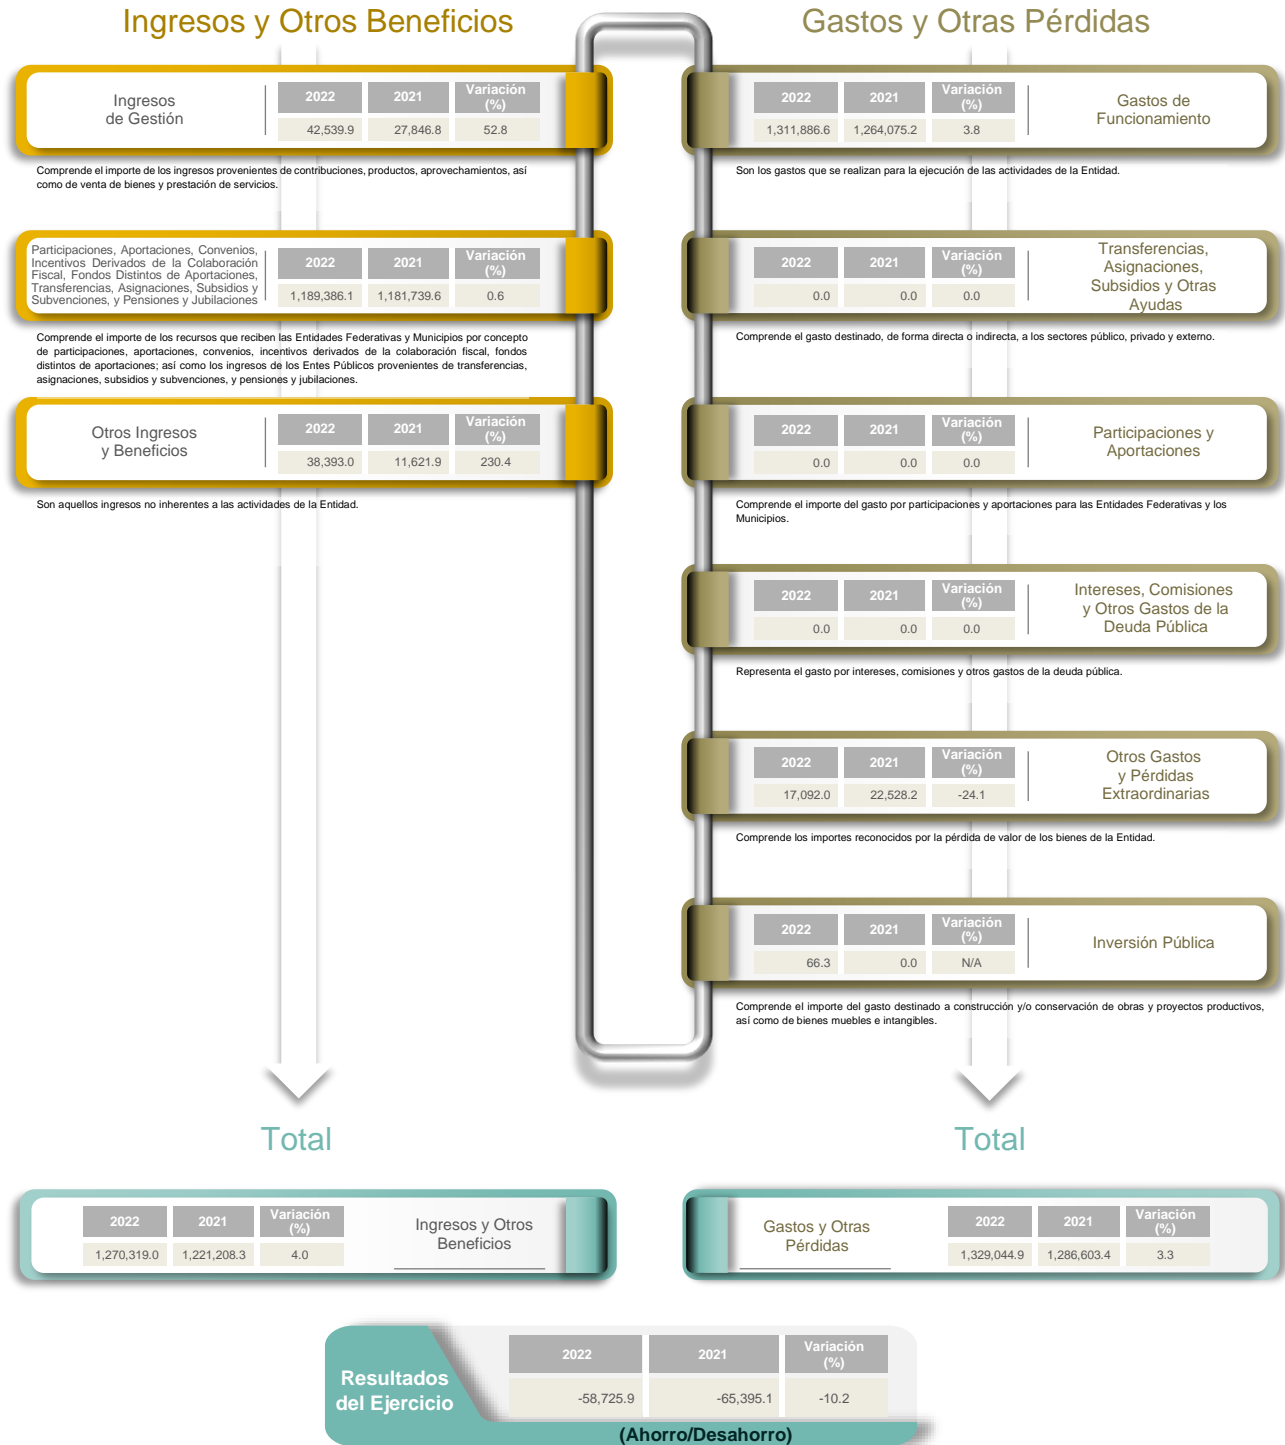 Ingresos y Otros Beneficios
Ingresos
de Gestión
2022 2021 Variación (%)
42,539.9 27,846.8 52.8
Comprende el importe de los ingresos provenientes de contribuciones, productos, aprovechamientos, así
como de venta de bienes y prestación de servicios.
Participaciones, Aportaciones, Convenios,
Incentivos Derivados de la Colaboración
Fiscal, Fondos Distintos de Aportaciones,
Transferencias, Asignaciones, Subsidios y
Subvenciones, y Pensiones y Jubilaciones
2022 2021 Variación (%)
1,189,386.1 1,181,739.6 0.6
Comprende el importe de los recursos que reciben las Entidades Federativas y Municipios por concepto
de participaciones, aportaciones, convenios, incentivos derivados de la colaboración fiscal, fondos
distintos de aportaciones; así como los ingresos de los Entes Públicos provenientes de transferencias,
asignaciones, subsidios y subvenciones, y pensiones y jubilaciones.
Otros Ingresos
y Beneficios
2022 2021 Variación (%)
38,393.0 11,621.9 230.4
Son aquellos ingresos no inherentes a las actividades de la Entidad.
Gastos y Otras Pérdidas
2022 2021 Variación (%)
1,311,886.6 1,264,075.2 3.8
Gastos de
Funcionamiento
Son los gastos que se realizan para la ejecución de las actividades de la Entidad.
2022 2021 Variación (%)
0.0 0.0 0.0
Transferencias,
Asignaciones,
Subsidios y Otras
Ayudas
Comprende el gasto destinado, de forma directa o indirecta, a los sectores público, privado y externo.
2022 2021 Variación (%)
0.0 0.0 0.0
Participaciones y
Aportaciones
Comprende el importe del gasto por participaciones y aportaciones para las Entidades Federativas y los
Municipios.
2022 2021 Variación (%)
0.0 0.0 0.0
Intereses, Comisiones
y Otros Gastos de la
Deuda Pública
Representa el gasto por intereses, comisiones y otros gastos de la deuda pública.
2022 2021 Variación (%)
17,092.0 22,528.2 -24.1
Otros Gastos
y Pérdidas
Extraordinarias
Comprende los importes reconocidos por la pérdida de valor de los bienes de la Entidad.
2022 2021 Variación (%)
66.3 0.0 N/A
Inversión Pública
Comprende el importe del gasto destinado a construcción y/o conservación de obras y proyectos productivos,
así como de bienes muebles e intangibles.
Total
2022 2021 Variación (%)
1,270,319.0 1,221,208.3 4.0
Ingresos y Otros
Beneficios
Total
Gastos y Otras
Pérdidas
2022 2021 Variación (%)
1,329,044.9 1,286,603.4 3.3
Resultados
del Ejercicio
2022 2021 Variación (%)
-58,725.9 -65,395.1 -10.2
(Ahorro/Desahorro)